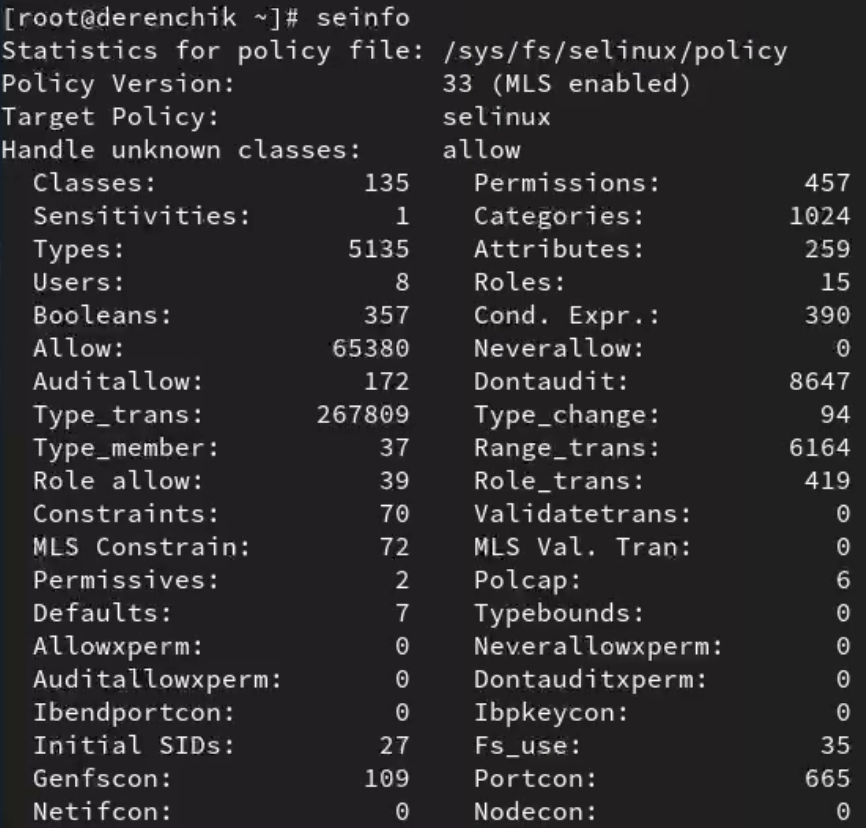 [root@derenchik ~]# seinfo
Statistics for policy file: /sys/fs/selinux/policy
Policy Version:             33 (MLS enabled)
Target Policy:              selinux
Handle unknown classes:     allow
  Classes:             135    Permissions:         457
  Sensitivities:         1    Categories:         1024
  Types:              5135    Attributes:          259
  Users:                 8    Roles:                15
  Booleans:            357    Cond. Expr.:         390
  Allow:             65380    Neverallow:            0
  Auditallow:          172    Dontaudit:          8647
  Type_trans:       267809    Type_change:          94
  Type_member:          37    Range_trans:        6164
  Role allow:           39    Role_trans:          419
  Constraints:          70    Validatetrans:         0
  MLS Constrain:        72    MLS Val. Tran:         0
  Permissives:           2    Polcap:                6
  Defaults:              7    Typebounds:            0
  Allowxperm:            0    Neverallowxperm:       0
  Auditallowxperm:       0    Dontauditxperm:        0
  Ibendportcon:          0    Ibpkeycon:             0
  Initial SIDs:         27    Fs_use:               35
  Genfscon:            109    Portcon:             665
  Netifcon:              0    Nodecon:               0